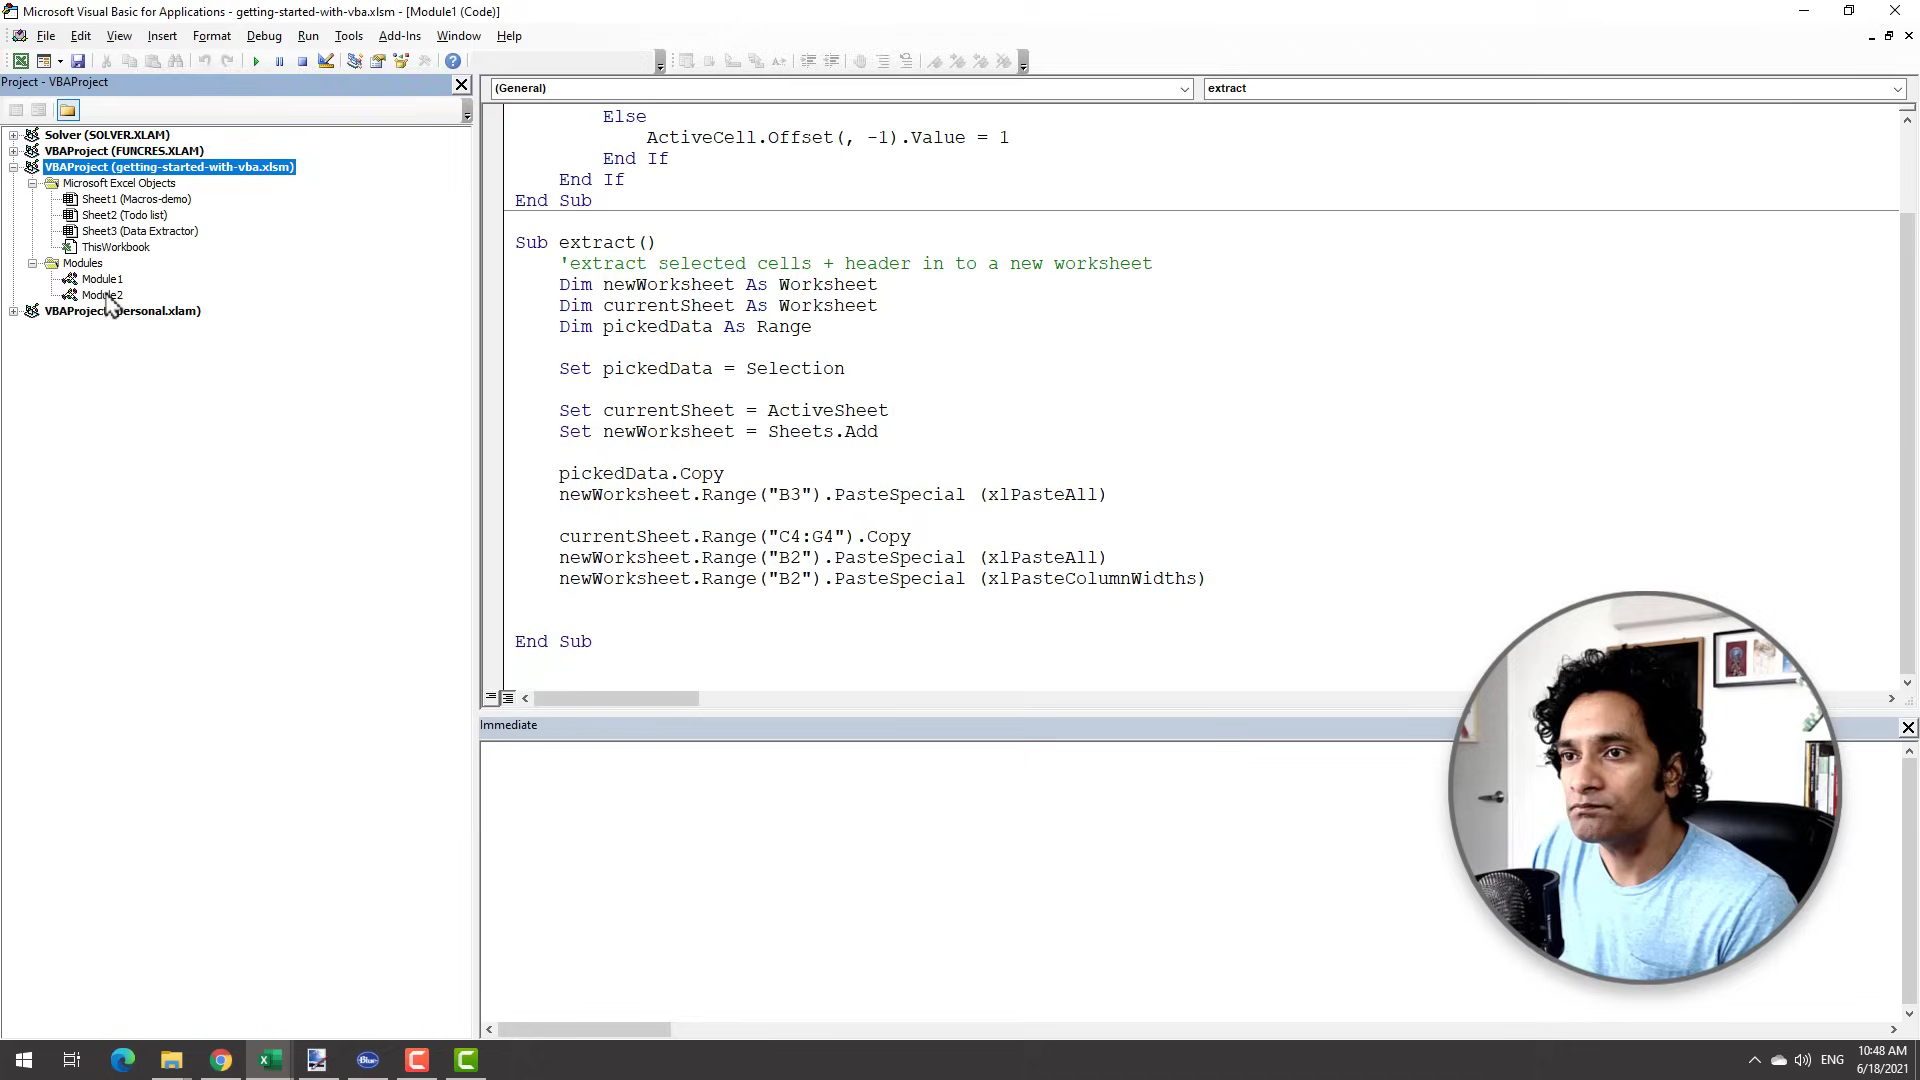 Microsoft Visual Basic for Applications - getting-started-with-vba.xlsm - [Module1 (Code)]
File Edit View Insert Format Debug Run Tools Add-Ins Window Help
Project - VBAProject
(General)
extract
Solver (SOLVER.XLAM)
VBAProject (FUNCRES.XLAM)
VBAProject (getting-started-with-vba.xlsm)
Microsoft Excel Objects
Sheet1 (Macros-demo)
Sheet2 (Todo list)
Sheet3 (Data Extractor)
ThisWorkbook
Modules
Module1
Module2
VBAProject personal.xlam)
Else
ActiveCell.Offset(, -1).Value = 1
End If
End If
End Sub
Sub extract()
'extract selected cells + header in to a new worksheet
Dim newWorksheet As Worksheet
Dim currentSheet As Worksheet
Dim pickedData As Range
Set pickedData = Selection
Set currentSheet = ActiveSheet
Set newWorksheet = Sheets.Add
pickedData.Copy
newWorksheet.Range("B3").PasteSpecial (xlPasteAll)
currentSheet.Range("C4:G4").Copy
newWorksheet.Range("B2").PasteSpecial (xlPasteAll)
newWorksheet.Range("B2").PasteSpecial (xlPasteColumnWidths)
End Sub
Immediate
Blue
ENG
10:48 AM
6/18/2021